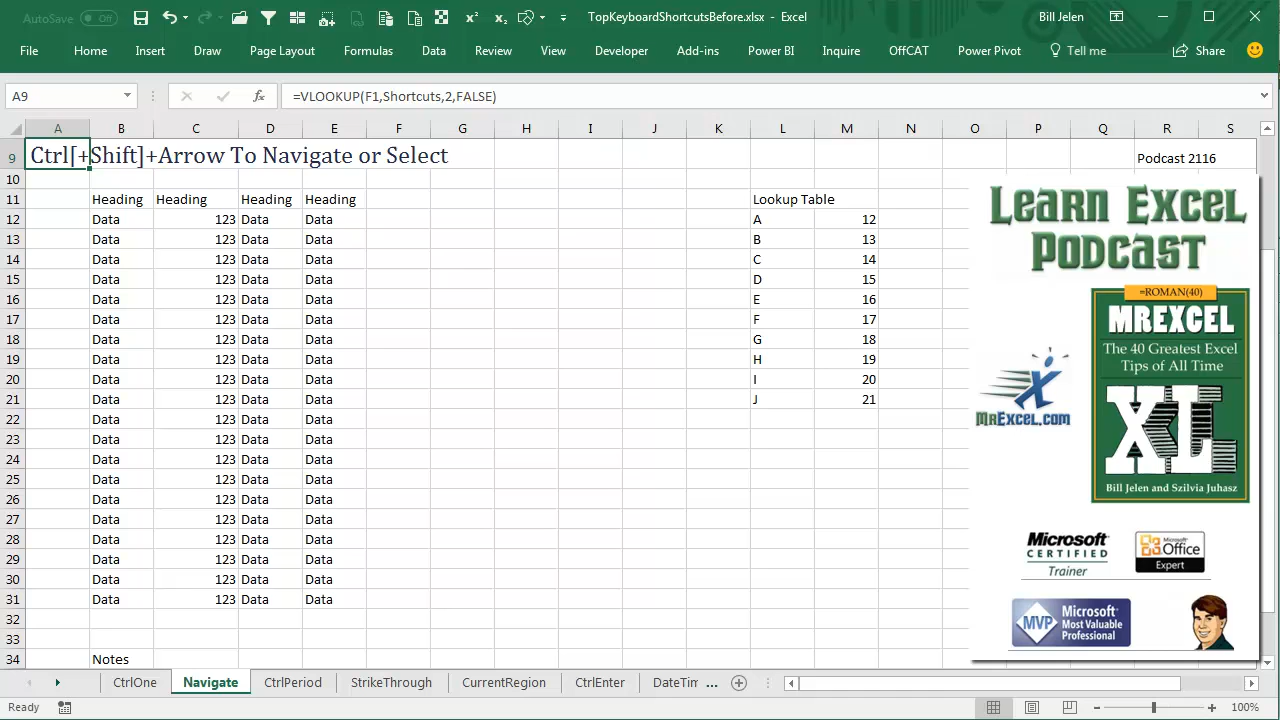 AutoSave Off
TopKeyboardShortcutsBefore.xlsx - Excel
Bill Jelen
File Home Insert Draw Page Layout Formulas Data Review View Developer Add-ins Power BI Inquire OffCAT Power Pivot Tell me Share
A9 fx =VLOOKUP(F1,Shortcuts,2,FALSE)
A B C D E F G H I J K L M N O P Q R S
9 Ctrl[+Shift]+Arrow To Navigate or Select Podcast 2116
10
11 Heading Heading Heading Heading Lookup Table
12 Data 123 Data Data A 12
13 Data 123 Data Data B 13
14 Data 123 Data Data C 14
15 Data 123 Data Data D 15
16 Data 123 Data Data E 16
17 Data 123 Data Data F 17
18 Data 123 Data Data G 18
19 Data 123 Data Data H 19
20 Data 123 Data Data I 20
21 Data 123 Data Data J 21
22 Data 123 Data Data
23 Data 123 Data Data
24 Data 123 Data Data
25 Data 123 Data Data
26 Data 123 Data Data
27 Data 123 Data Data
28 Data 123 Data Data
29 Data 123 Data Data
30 Data 123 Data Data
31 Data 123 Data Data
32
33
34 Notes
Learn Excel
Podcast
=ROMAN(40)
MREXCEL
The 40 Greatest Excel
Tips of All Time
XL
Bill Jelen and Szilvia Juhasz
MrExcel.com
Microsoft
CERTIFIED
Trainer
Microsoft
Office
Expert
MVP
Microsoft
Most Valuable
Professional
CtrlOne Navigate CtrlPeriod StrikeThrough CurrentRegion CtrlEnter DateTim ...
Ready 100%